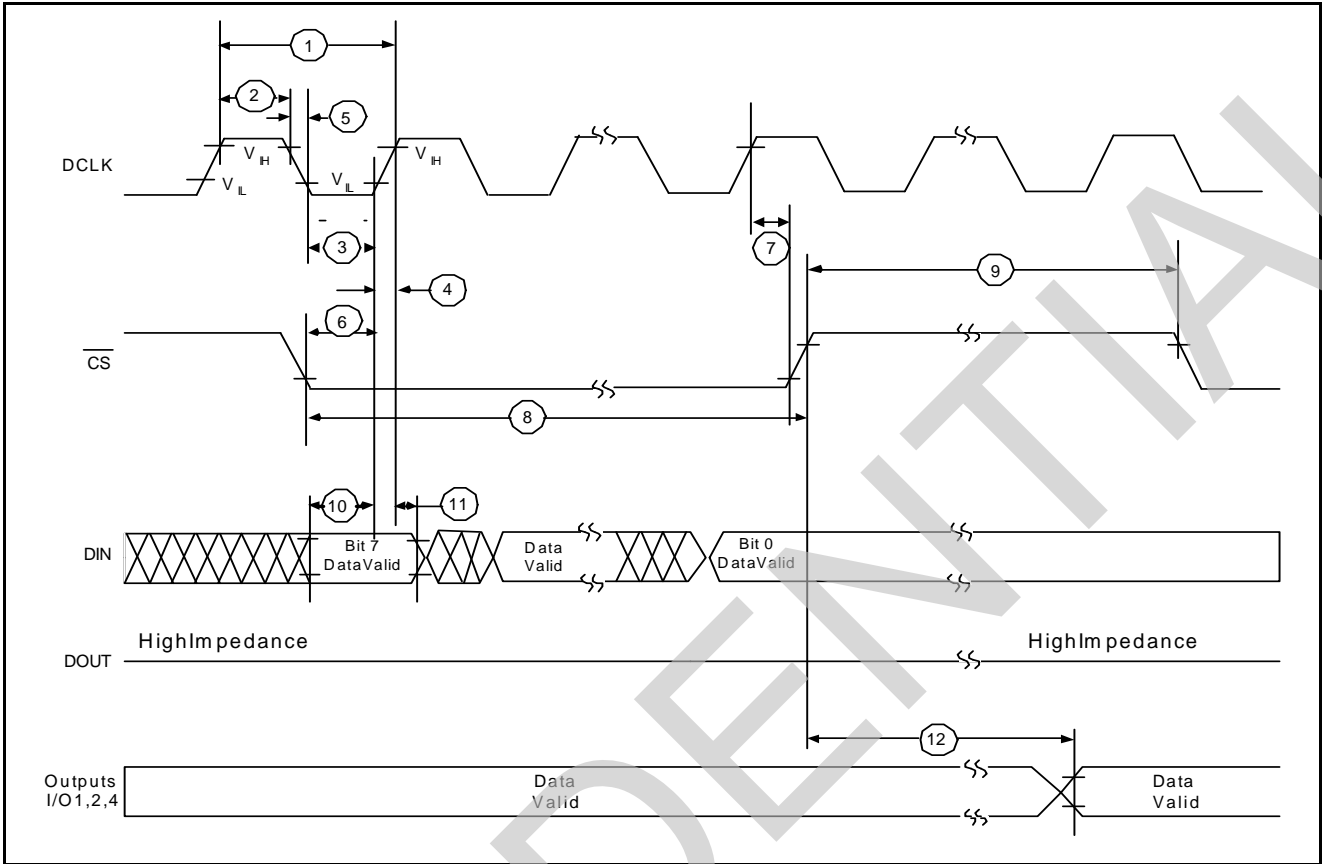 1
2
5
DCLK
V IH
V IL
V IL
V IH
3
7
9
4
6
CS
8
10
11
DIN
Bit 7
DataValid
Data
Valid
Bit 0
DataValid
HighImpedance
HighImpedance
DOUT
12
Outputs
I/O1,2,4
Data
Valid
Data
Valid
DENTIAL